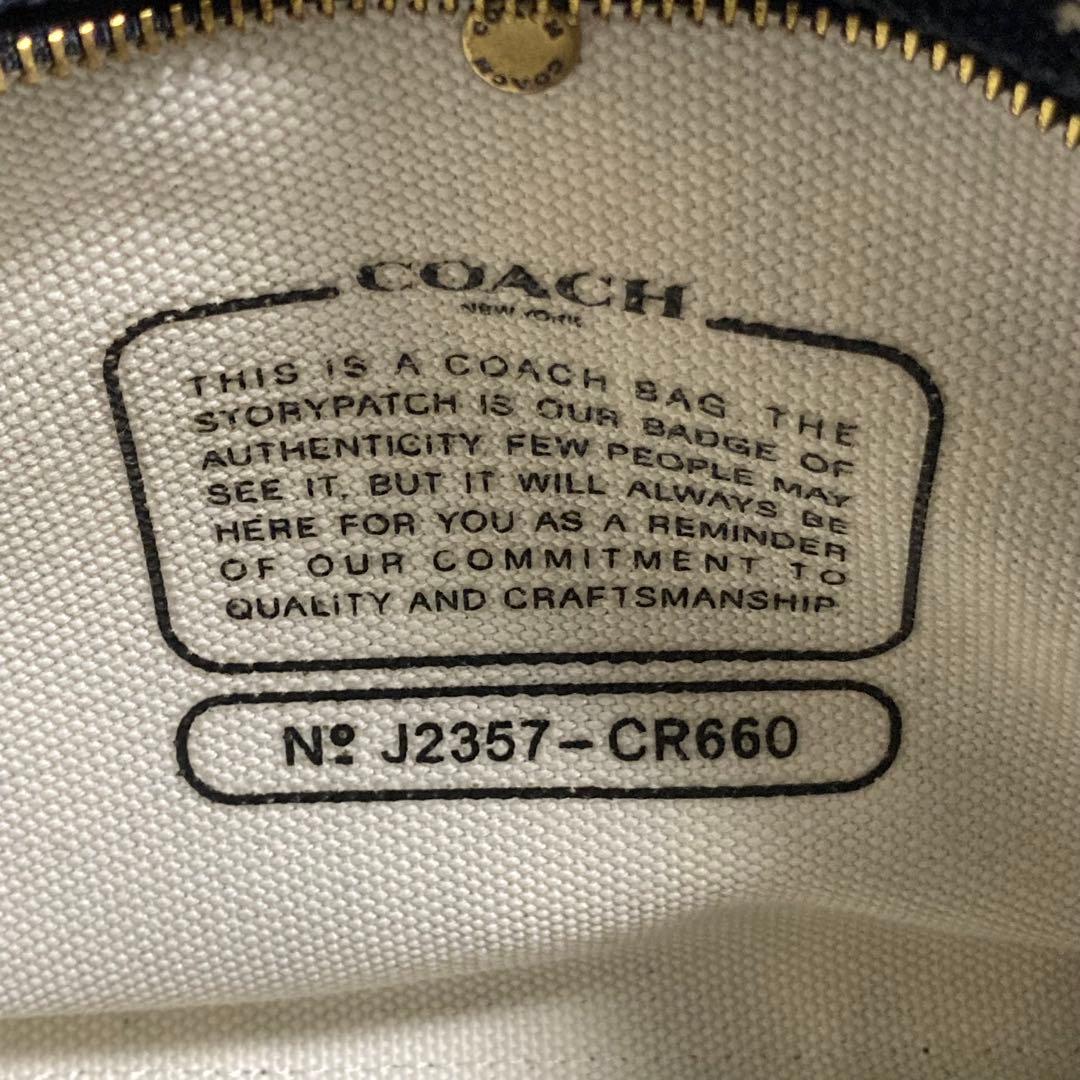 COACH
COACH
COACH
NEW YORK
THIS IS A COACH BAG. THE
STORYPATCH IS OUR BADGE OF
AUTHENTICITY FEW PEOPLE MAY
SEE IT, BUT IT WILL ALWAYS BE
HERE FOR YOU AS A REMINDER
OF OUR COMMITMENT TO
QUALITY AND CRAFTSMANSHIP.
Nº J2357-CR660